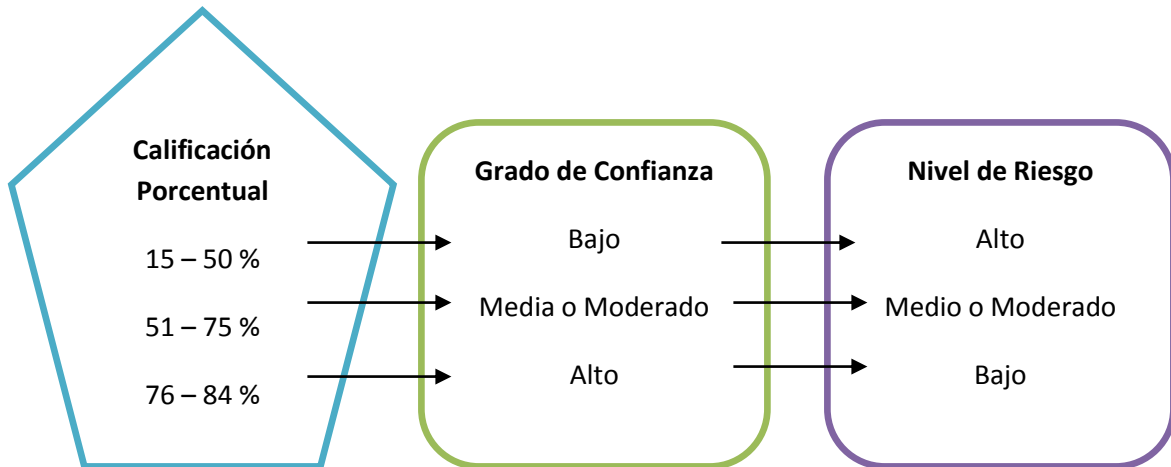 Calificación
Porcentual
15 – 50 %
51 – 75 %
76 – 84 %
Grado de Confianza
Bajo
Media o Moderado
Alto
Nivel de Riesgo
Alto
Medio o Moderado
Bajo